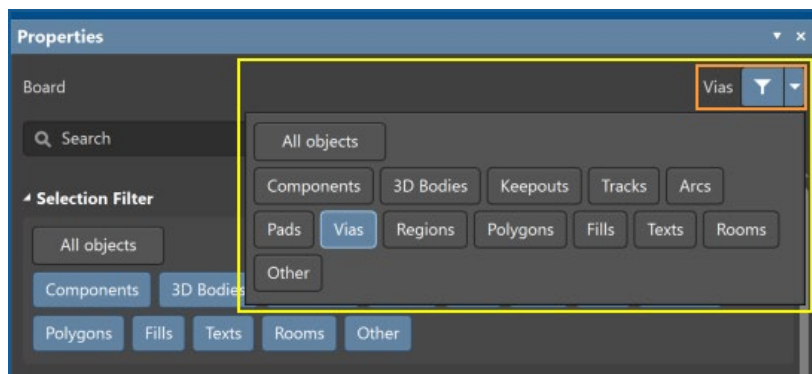 Properties
Board
Vias
Search
All objects
Components 3D Bodies Keepouts Tracks Arcs
Pads Vias Regions Polygons Fills Texts Rooms
Other
Selection Filter
All objects
Components 3D Bodies
Polygons Fills Texts Rooms Other